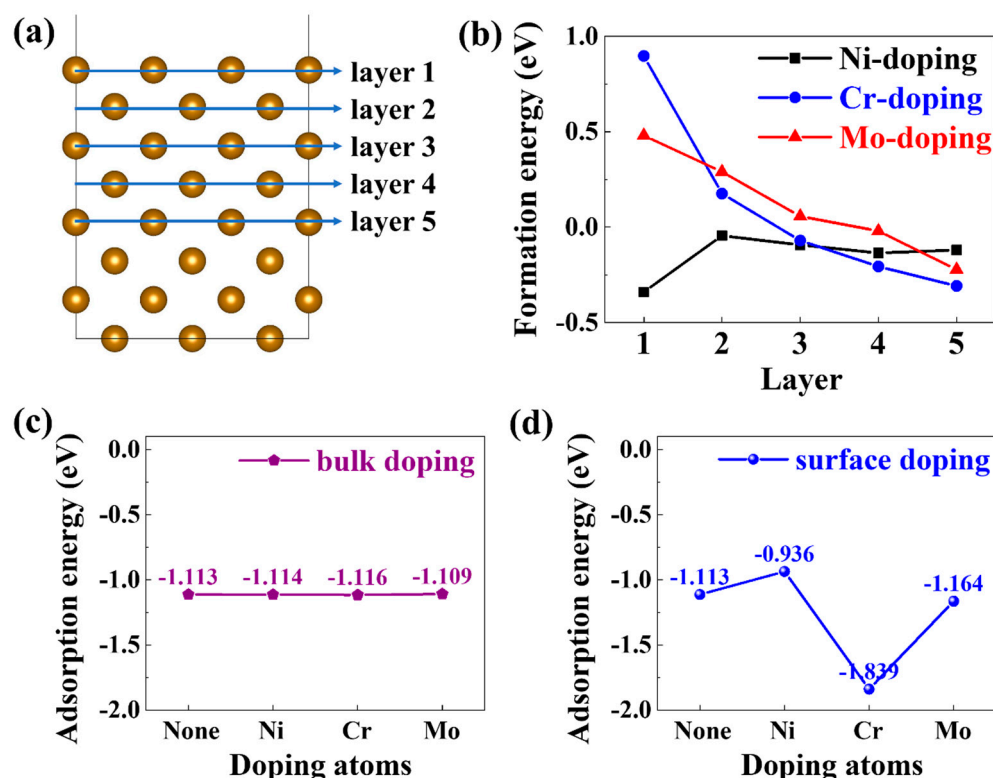 (a)
layer 1
layer 2
layer 3
layer 4
layer 5
(b)
Formation energy (eV)
1.0
0.5
0.0
-0.5
Ni-doping
Cr-doping
Mo-doping
1 2 3 4 5
Layer
(c)
Adsorption energy (eV)
0.0
-0.5
-1.0
-1.5
-2.0
bulk doping
-1.113 -1.114 -1.116 -1.109
None Ni Cr Mo
Doping atoms
(d)
Adsorption energy (eV)
0.0
-0.5
-1.0
-1.5
-2.0
surface doping
-1.113
-0.936
-1.839
-1.164
None Ni Cr Mo
Doping atoms